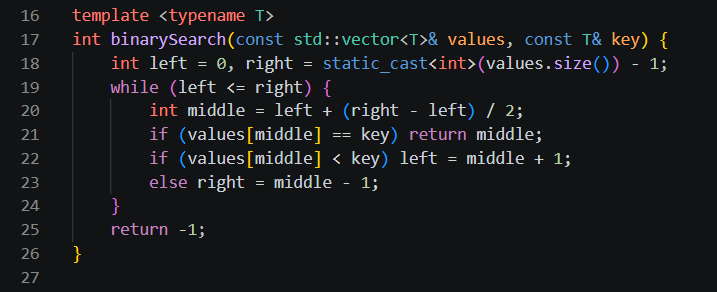 16 template <typename T>
17 int binarySearch(const std::vector<T>& values, const T& key) {
18     int left = 0, right = static_cast<int>(values.size()) - 1;
19     while (left <= right) {
20         int middle = left + (right - left) / 2;
21         if (values[middle] == key) return middle;
22         if (values[middle] < key) left = middle + 1;
23         else right = middle - 1;
24     }
25     return -1;
26 }
27